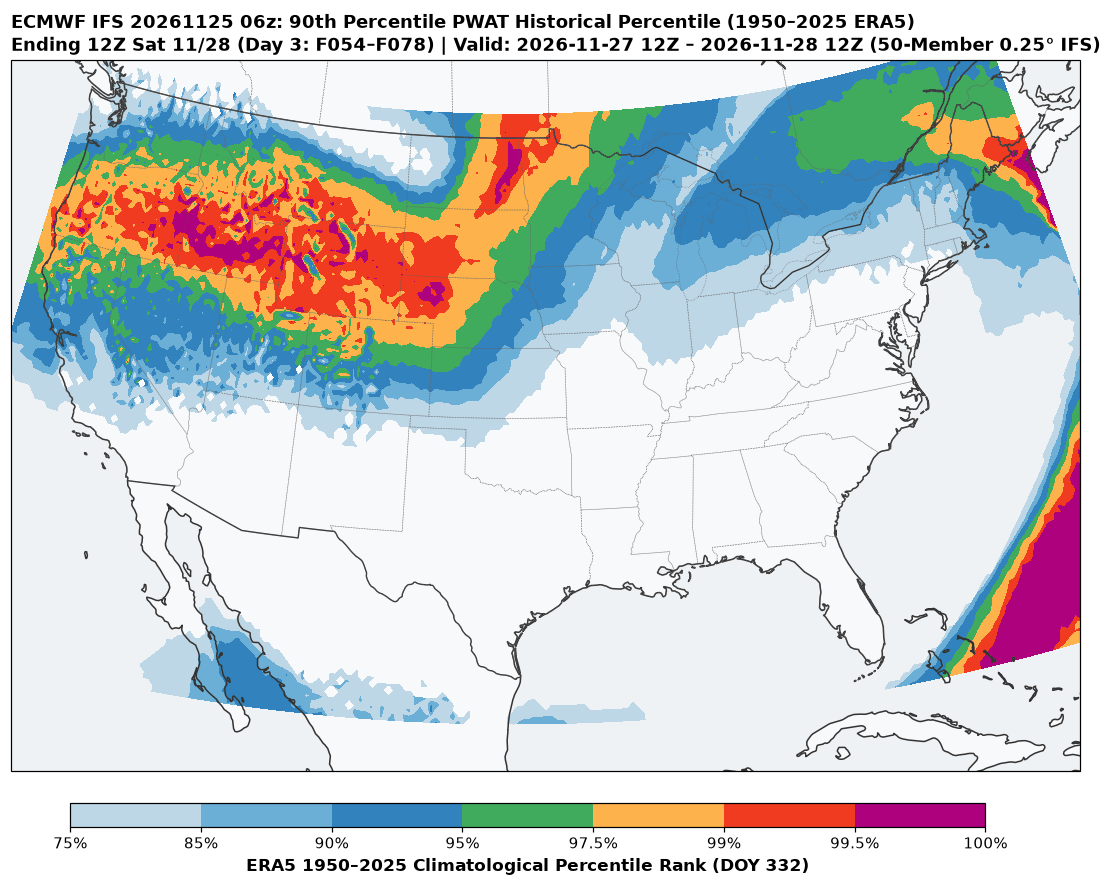 ECMWF IFS 20261125 06z: 90th Percentile PWAT Historical Percentile (1950–2025 ERA5)
Ending 12Z Sat 11/28 (Day 3: F054–F078) | Valid: 2026-11-27 12Z – 2026-11-28 12Z (50-Member 0.25° IFS)
75% 85% 90% 95% 97.5% 99% 99.5% 100%
ERA5 1950–2025 Climatological Percentile Rank (DOY 332)